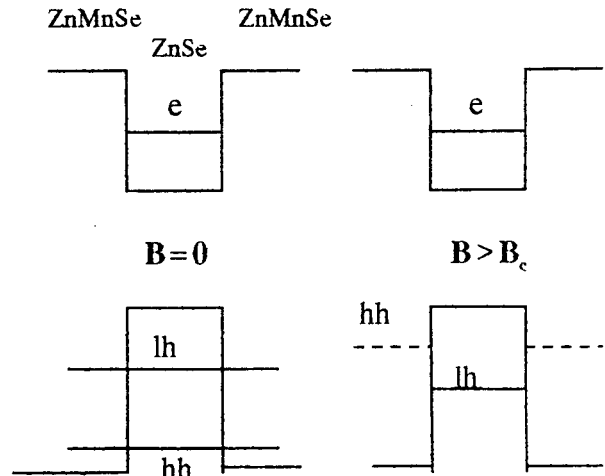 ZnMnSe ZnMnSe
ZnSe
e e
B = 0 B > Bc
hh
lh lh
hh